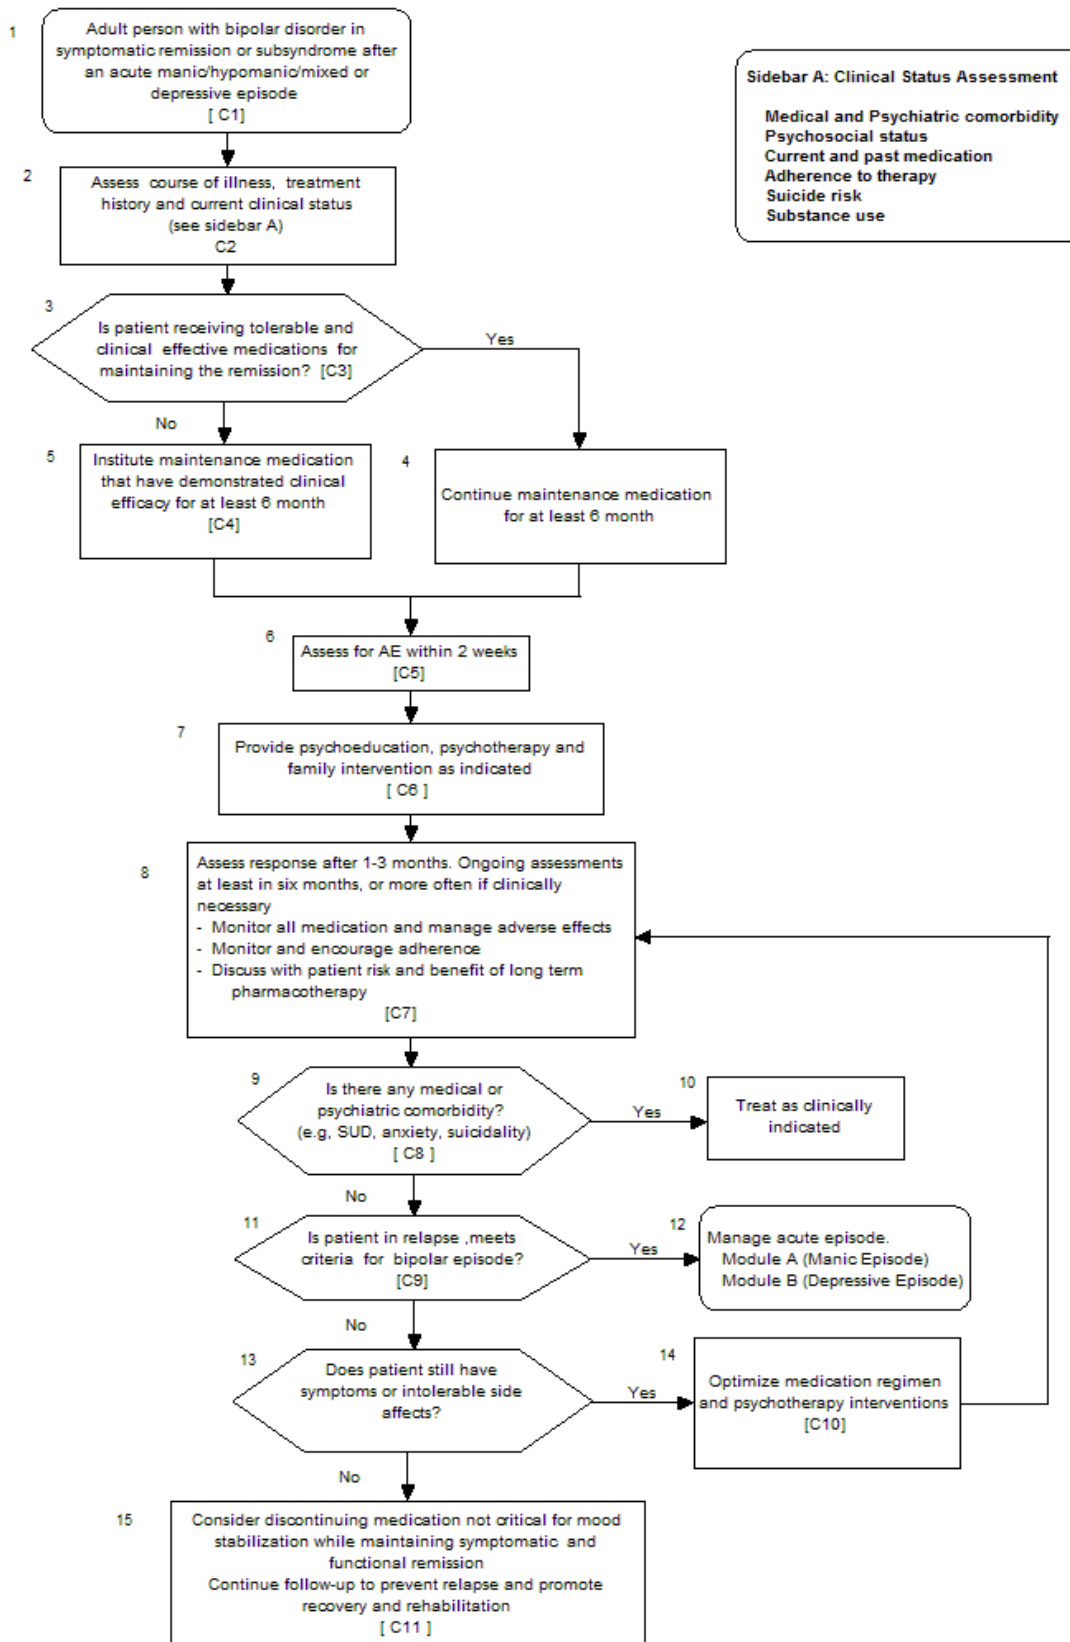 1
Adult person with bipolar disorder in
symptomatic remission or subsyndrome after
an acute manic/hypomanic/mixed or
depressive episode
[ C1]
Sidebar A: Clinical Status Assessment
Medical and Psychiatric comorbidity
Psychosocial status
Current and past medication
Adherence to therapy
Suicide risk
Substance use
2
Assess course of illness, treatment
history and current clinical status
(see sidebar A)
C2
3
Is patient receiving tolerable and
clinical effective medications for
maintaining the remission? [C3]
Yes
No
5
Institute maintenance medication
that have demonstrated clinical
efficacy for at least 6 month
[C4]
4
Continue maintenance medication
for at least 6 month
6
Assess for AE within 2 weeks
[C5]
7
Provide psychoeducation, psychotherapy and
family intervention as indicated
[ C6 ]
8
Assess response after 1-3 months. Ongoing assessments
at least in six months, or more often if clinically
necessary
- Monitor all medication and manage adverse effects
- Monitor and encourage adherence
- Discuss with patient risk and benefit of long term
pharmacotherapy
[C7]
9
Is there any medical or
psychiatric comorbidity?
(e.g, SUD, anxiety, suicidality)
[ C8 ]
Yes
10
Treat as clinically
indicated
No
11
Is patient in relapse ,meets
criteria for bipolar episode?
[C9]
Yes
12
Manage acute episode.
Module A (Manic Episode)
Module B (Depressive Episode)
No
13
Does patient still have
symptoms or intolerable side
affects?
Yes
14
Optimize medication regimen
and psychotherapy interventions
[C10]
No
15
Consider discontinuing medication not critical for mood
stabilization while maintaining symptomatic and
functional remission
Continue follow-up to prevent relapse and promote
recovery and rehabilitation
[ C11 ]